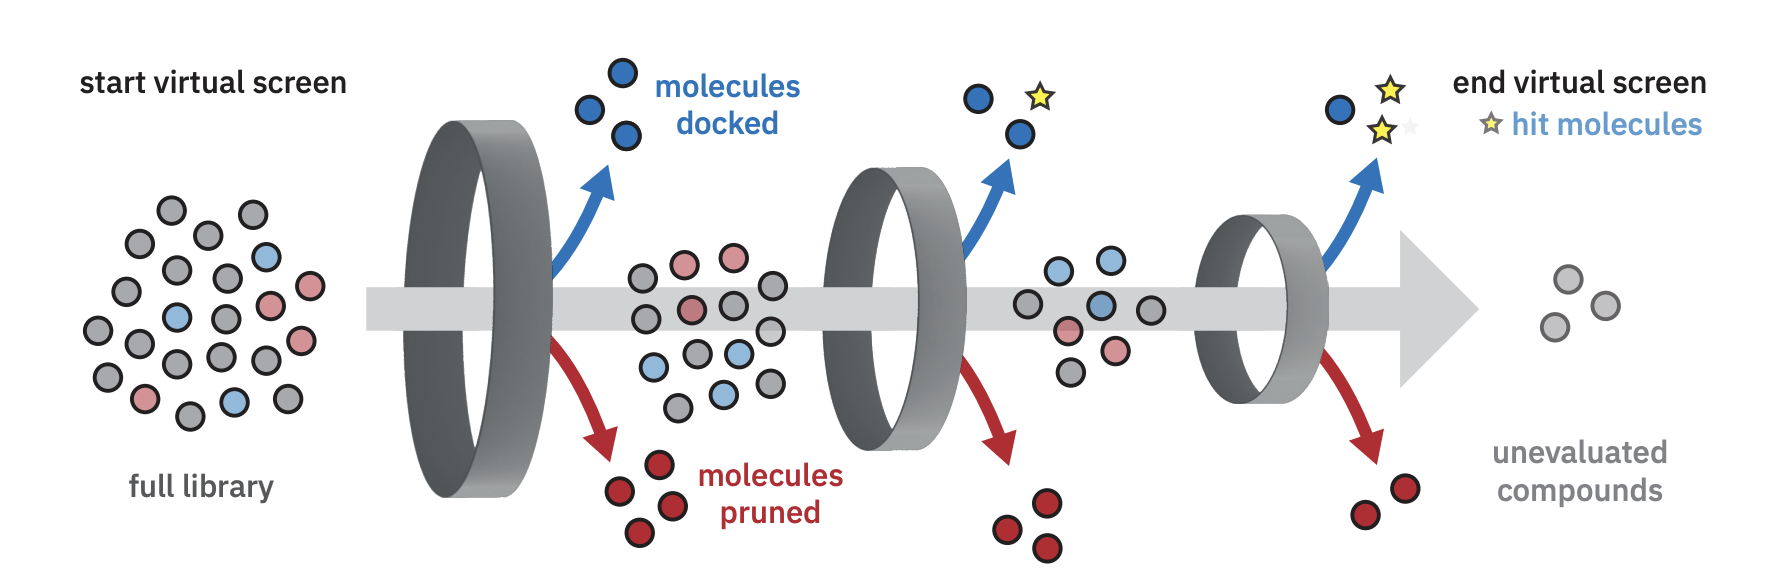 start virtual screen
molecules
docked
end virtual screen
hit molecules
full library
molecules
pruned
unevaluated
compounds